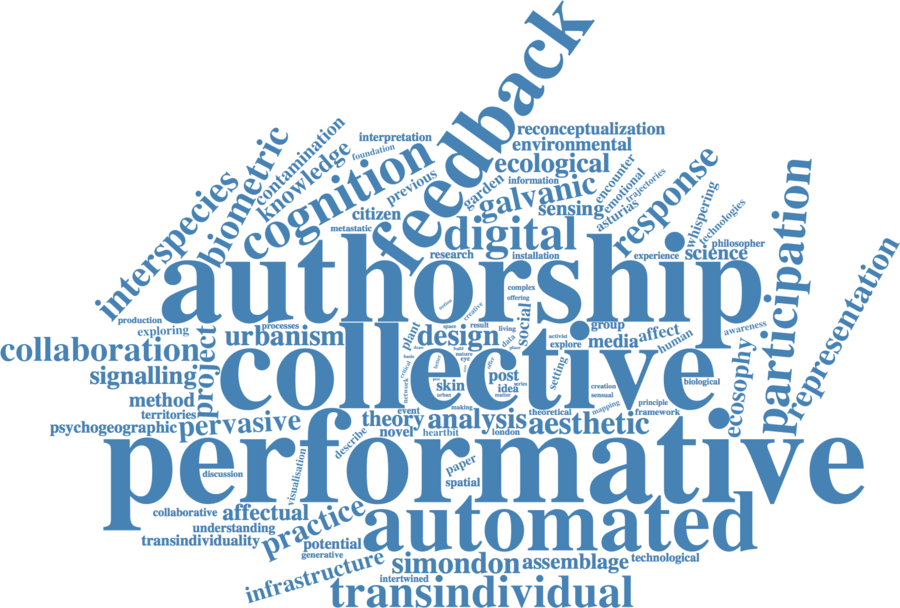 feedback
reconceptualization
interpretation
environmental
contamination
foundation
biometric
knowledge
cognition
ecological
response
encounter
interspecies
previous
garden
information
galvanic
emotional
trajectories
participation
citizen
sensing
asturias
whispering
technologies
metastatic
digital
philosopher
representation
authorship
research
installation
experience
science
complex
offering
creative
production
exploring
processes
urbanism
project
plant
design
space
result
living
social
data
activist
explore
group
media
affect
human
awareness
collaboration
collective
signalling
nature
eye
skin
urban
post
idea
setting
creation
sensual
biological
ecosophy
method
territories
network
critical
event
making
theoretical
mapping
principle
framework
psychogeographic
pervasive
theory
analysis
aesthetic
novel
heartbit
london
describe
performative
discussion
visualisation
paper
spatial
collaborative
affectual
understanding
practice
automated
transindividuality
potential
generative
simondon
assemblage
technological
infrastructure
intertwined
transindividual